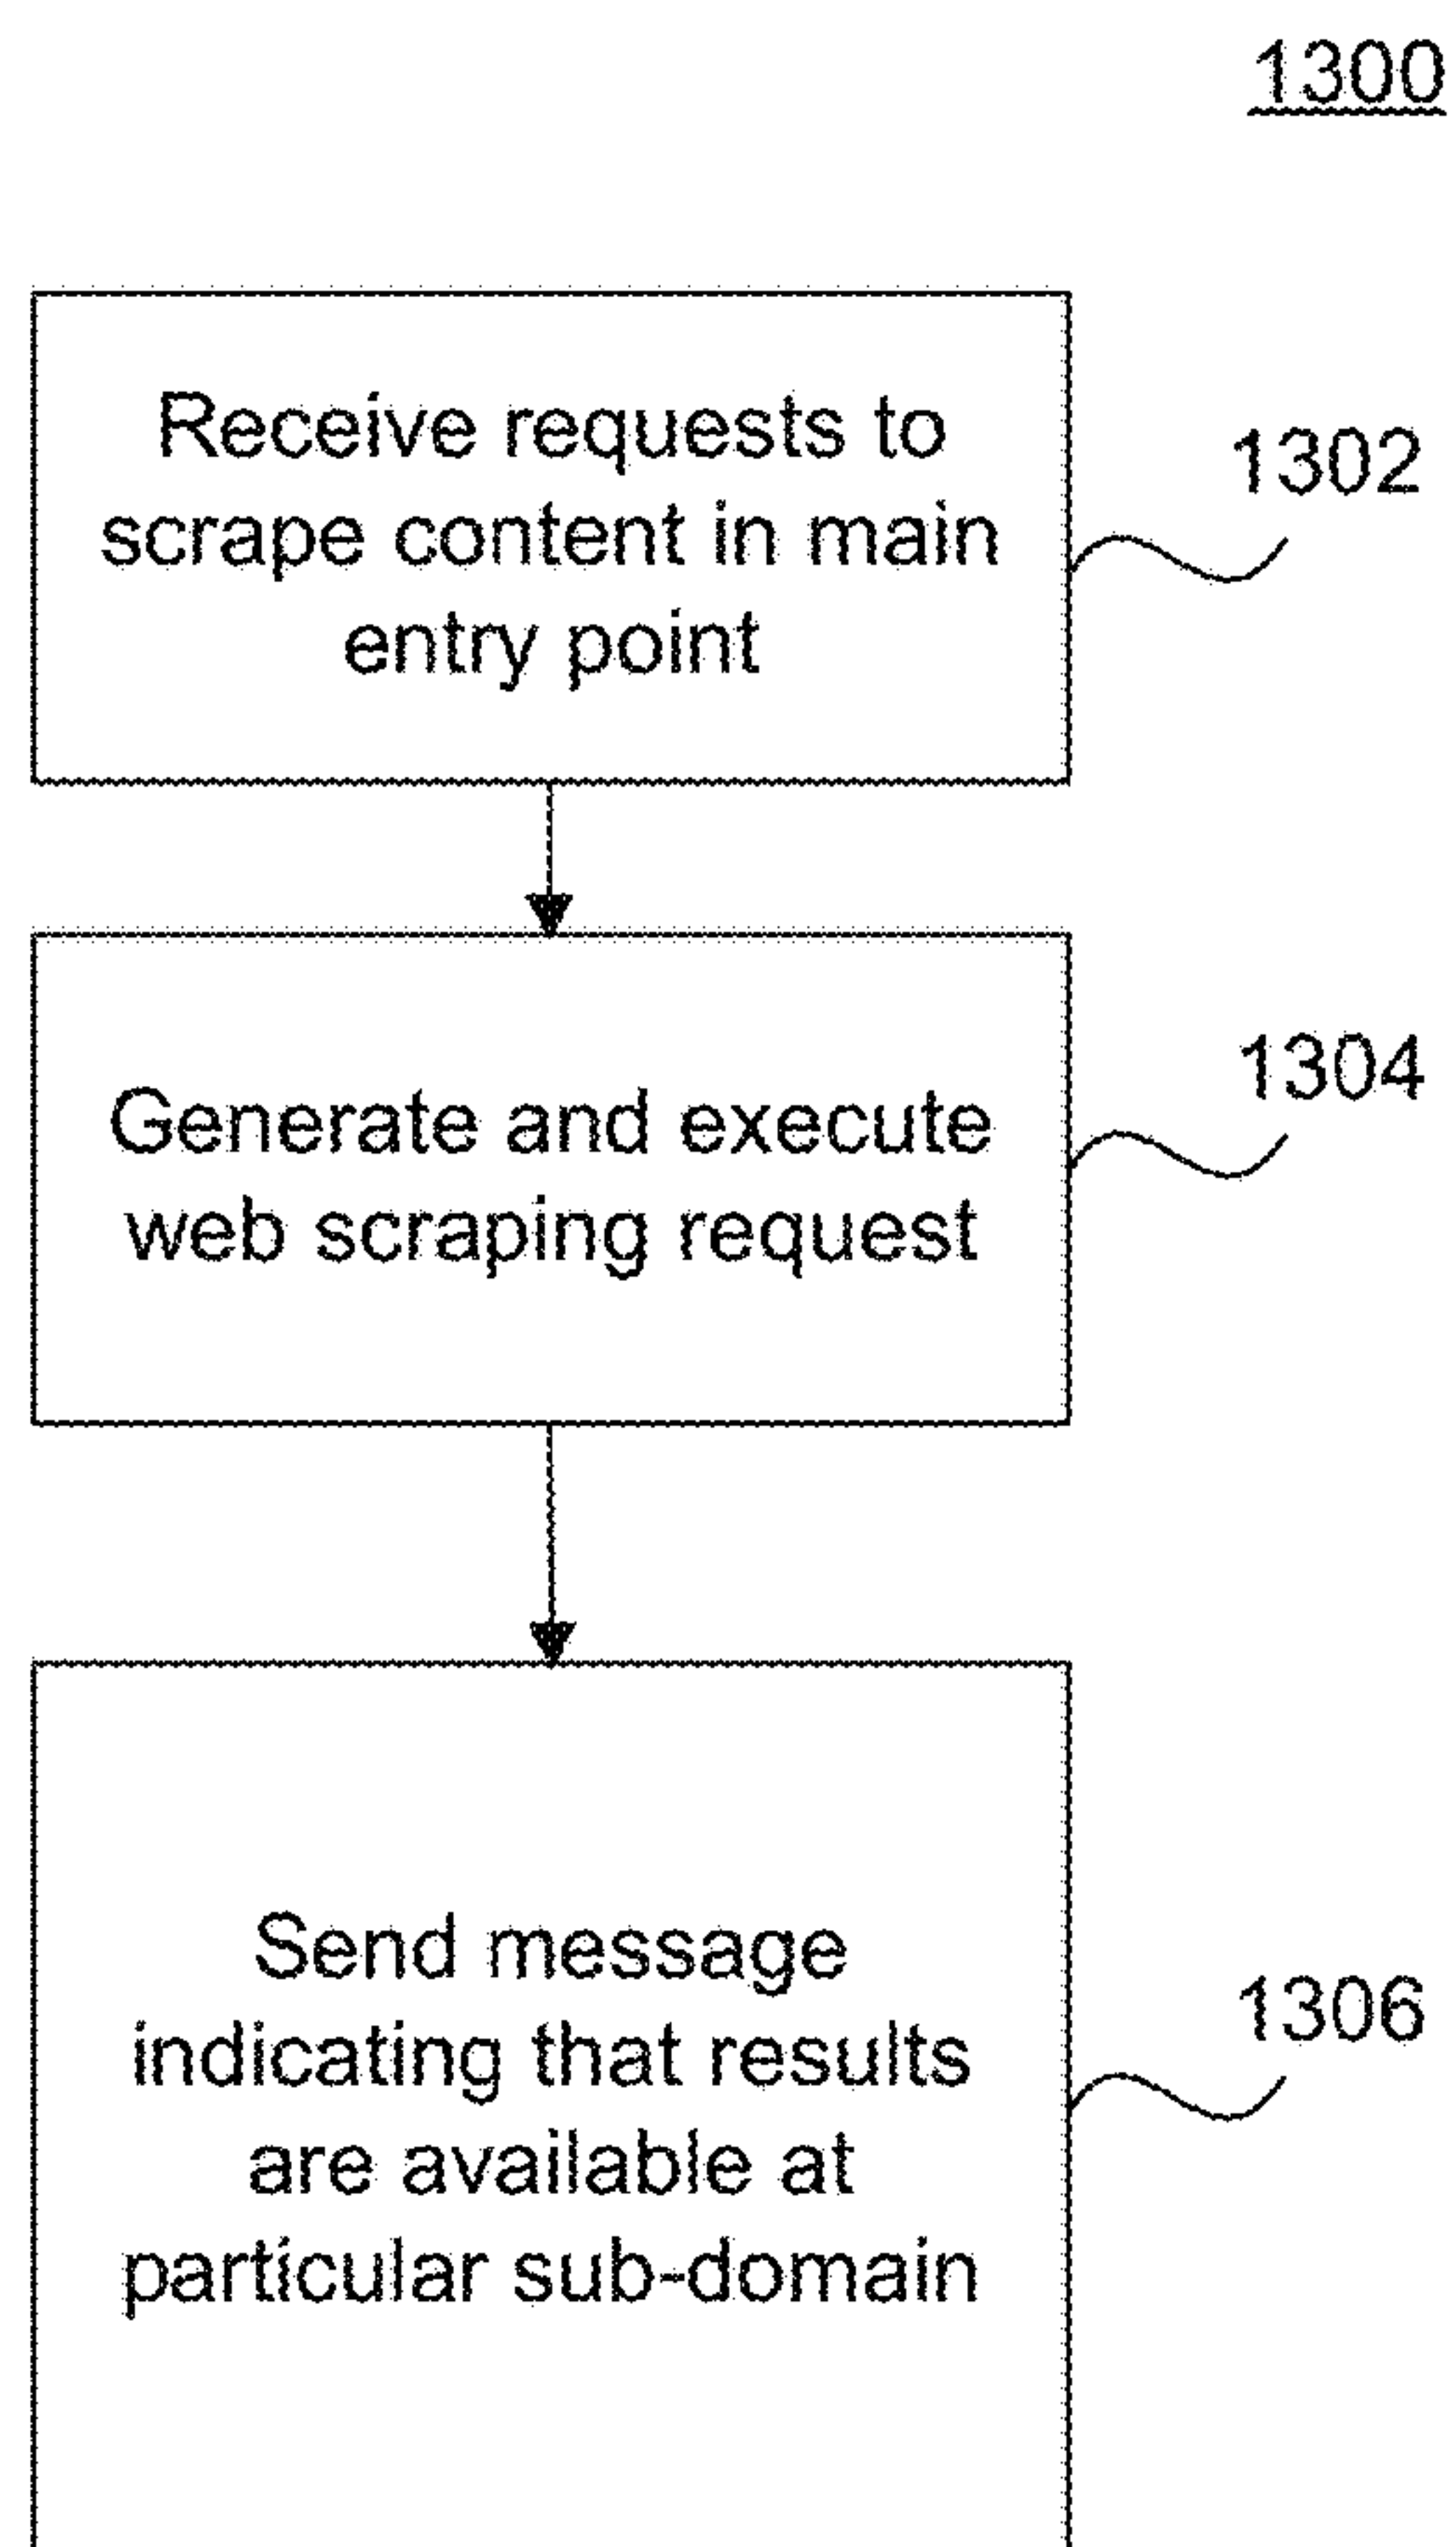 1300
Receive requests to
scrape content in main
entry point
1302
Generate and execute
web scraping request
1304
Send message
indicating that results
are available at
particular sub-domain
1306